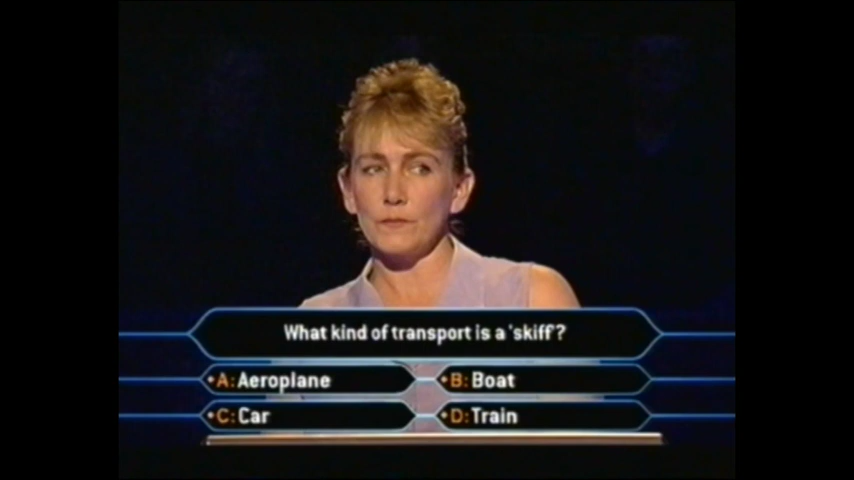 What kind of transport is a 'skiff'?
A: Aeroplane
B: Boat
C: Car
D: Train